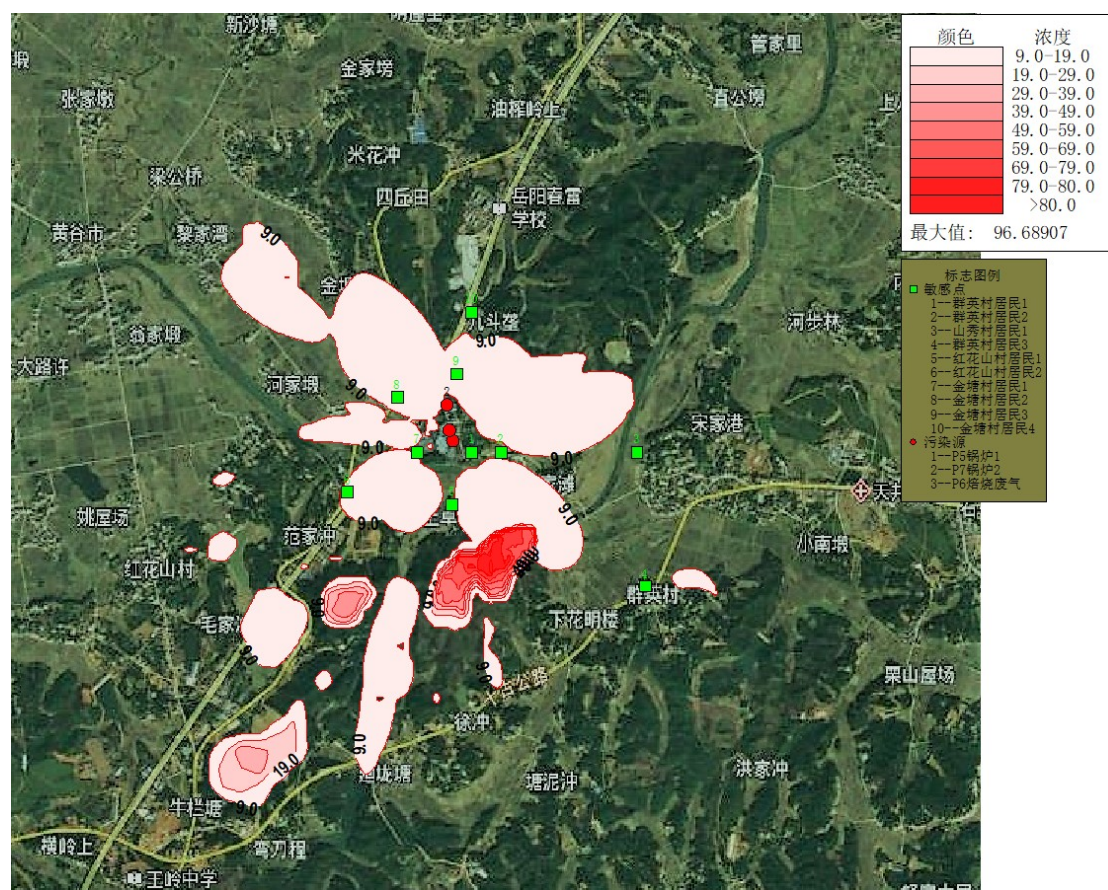 新沙塘
管家里
金家塝
张家墩
油榨岭上
直公塝
米花冲
梁公桥
四丘田
岳阳春雷
学校
黄谷市
黎家湾
9.0
翁家煅
9.0
河步林
大路许
河家煅
9.0
9
8
2
宋家港
9.0
7
2
3
9.0
滩
9.0
9.0
姚屋场
范家冲
天井
小南塅
红花山村
4
群英村
下花明楼
毛家
9.0
9.0
栗山屋场
徐冲
9.0
19.0
9.0
洪家冲
塘泥冲
牛栏塘
横岭上
弯刀程
王岭中学
颜色 浓度
9.0-19.0
19.0-29.0
29.0-39.0
39.0-49.0
49.0-59.0
59.0-69.0
69.0-79.0
79.0-80.0
>80.0
最大值: 96.68907
标志图例
敏感点
1--群英村居民1
2--群英村居民2
3--山秀村居民1
4--群英村居民3
5--红花山村居民1
6--红花山村居民2
7--金塘村居民1
8--金塘村居民2
9--金塘村居民3
10--金塘村居民4
污染源
1--P5锅炉1
2--P7锅炉2
3--P6焙烧废气